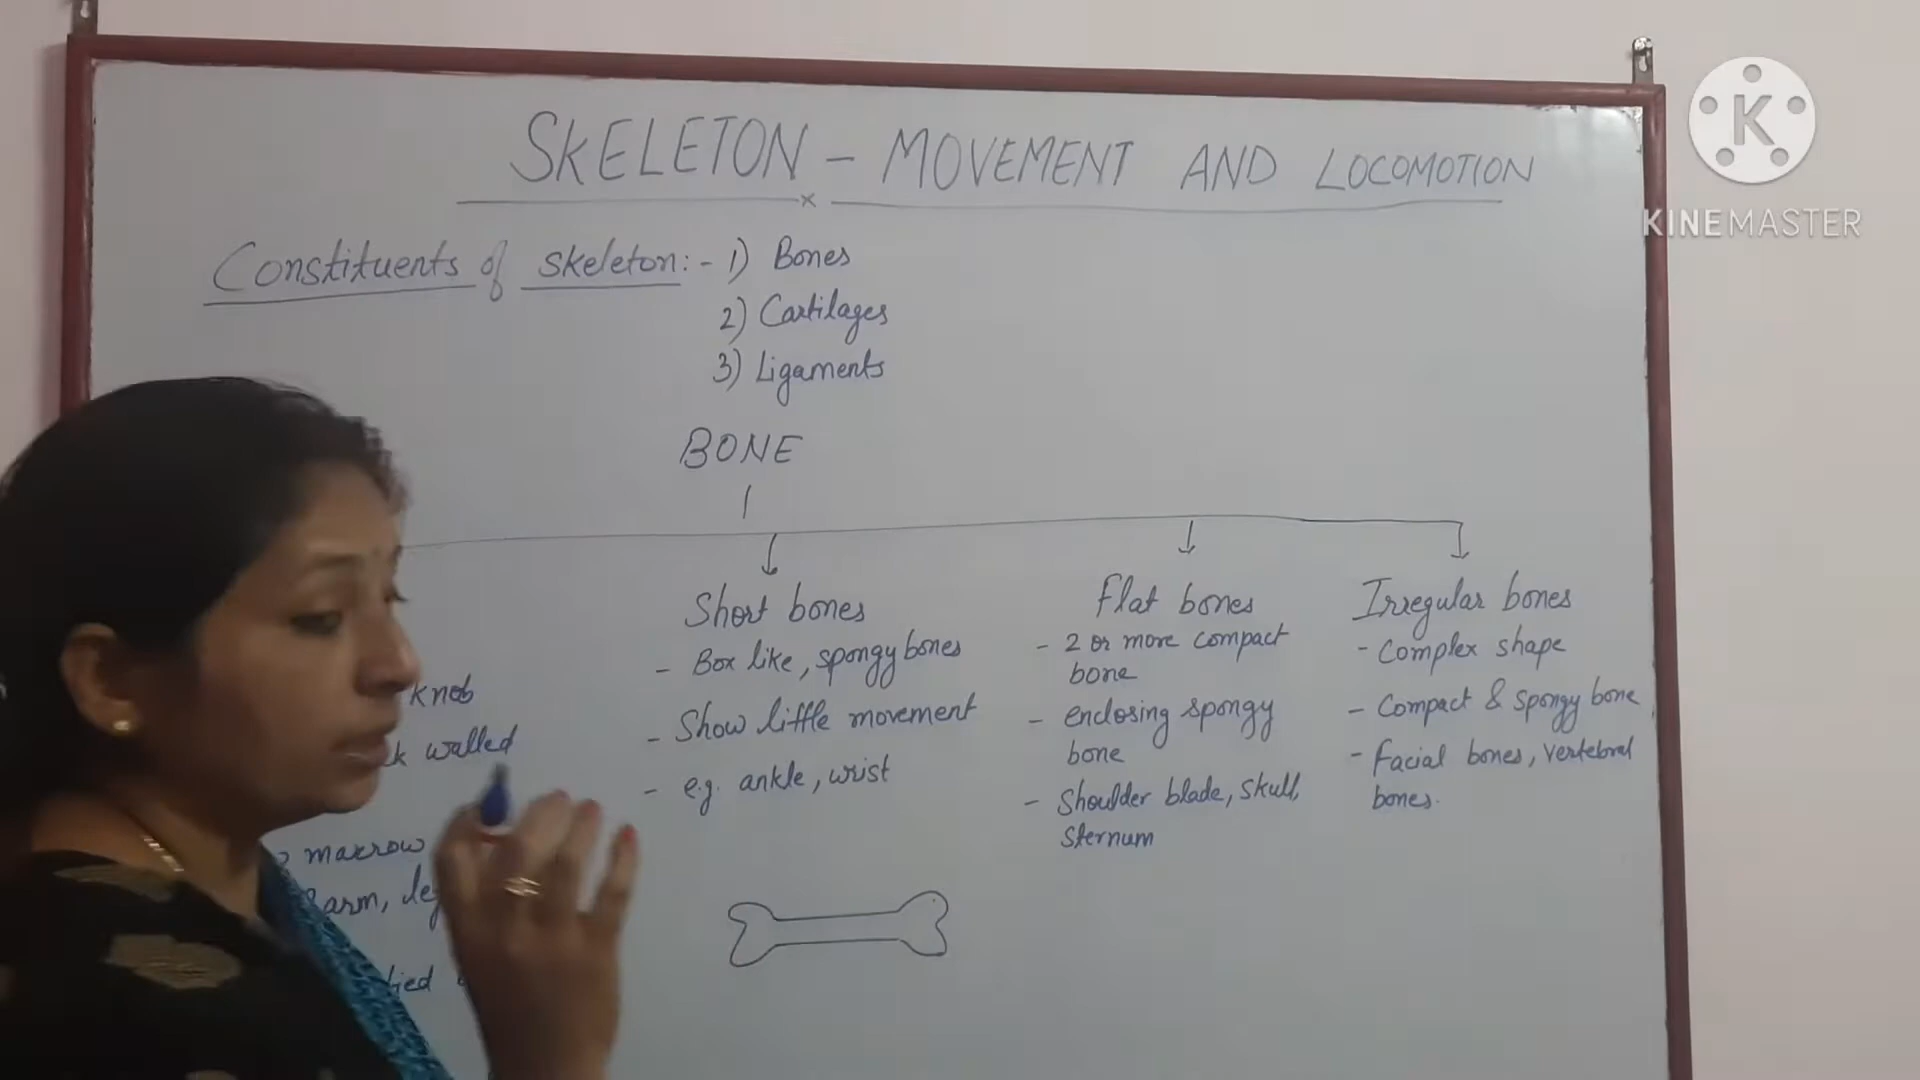 SKELETON - MOVEMENT AND LOCOMOTION
Constituents of skeleton:- 1) Bones
2) Cartilages
3) Ligaments
BONE
Short bones
- Box like, spongy bones
- Show little movement
- e.g. ankle, wrist
Flat bones
- 2 or more compact
bone
- enclosing spongy
bone
- Shoulder blade, skull,
sternum
Irregular bones
- Complex shape
- Compact & spongy bone
- Facial bones, vertebral
bones.
knob
walled
marrow
arm,
K
KINEMASTER